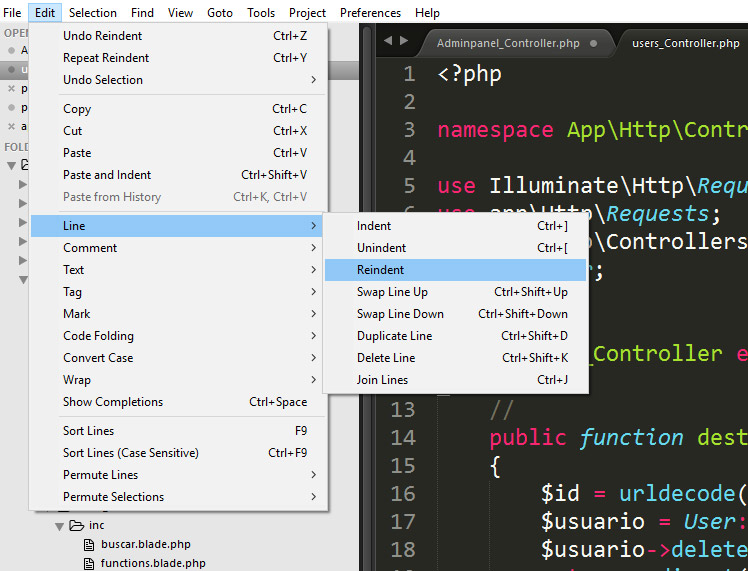 File Edit Selection Find View Goto Tools Project Preferences Help
Undo Reindent Ctrl+Z
Repeat Reindent Ctrl+Y
Undo Selection
Copy Ctrl+C
Cut Ctrl+X
Paste Ctrl+V
Paste and Indent Ctrl+Shift+V
Paste from History Ctrl+K, Ctrl+V
Line
Comment
Text
Tag
Mark
Code Folding
Convert Case
Wrap
Show Completions Ctrl+Space
Sort Lines F9
Sort Lines (Case Sensitive) Ctrl+F9
Permute Lines
Permute Selections
Indent Ctrl+]
Unindent Ctrl+[
Reindent
Swap Line Up Ctrl+Shift+Up
Swap Line Down Ctrl+Shift+Down
Duplicate Line Ctrl+Shift+D
Delete Line Ctrl+Shift+K
Join Lines Ctrl+J
OPE
FOLD
inc
buscar.blade.php
functions.blade.php
Adminpanel_Controller.php users_Controller.php
1 <?php
2
3 namespace App\Http\Contr
4
5 use Illuminate\Http\Requ
6 use app\Http\Requests;
p\Controllers
r;
_Controller e
13 //
14 public function dest
15 {
16 $id = urldecode(
17 $usuario = User:
18 $usuario->delete